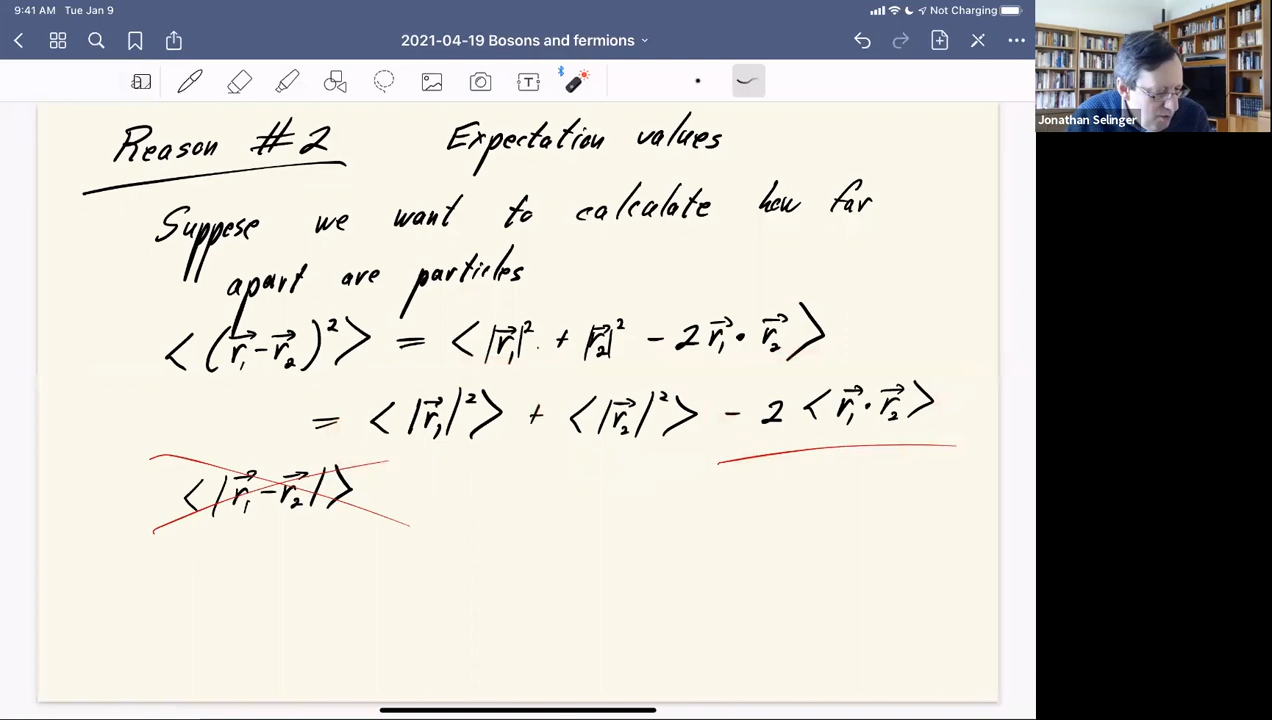 9:41 AM Tue Jan 9
Not Charging
2021-04-19 Bosons and fermions
T
Jonathan Selinger
Reason #2 Expectation values
Suppose we want to calculate how far
apart are particles
⟨(r⃗₁ - r⃗₂)²⟩ = ⟨|r⃗₁|² + |r⃗₂|² - 2 r⃗₁ · r⃗₂⟩
= ⟨|r⃗₁|²⟩ + ⟨|r⃗₂|²⟩ - 2 ⟨r⃗₁ · r⃗₂⟩
⟨|r⃗₁ - r⃗₂|⟩